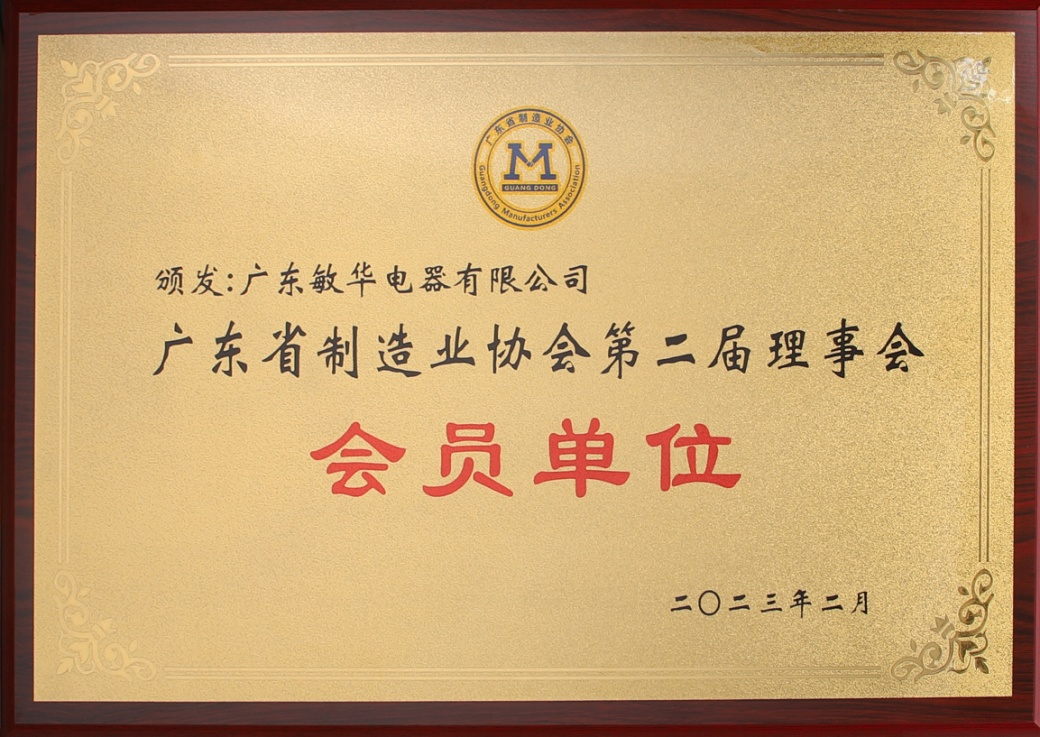 广东省制造业协会
M
GUANG DONG
Guangdong Manufacturers Association
颁发:广东敏华电器有限公司
广东省制造业协会第二届理事会
会员单位
二〇二三年二月